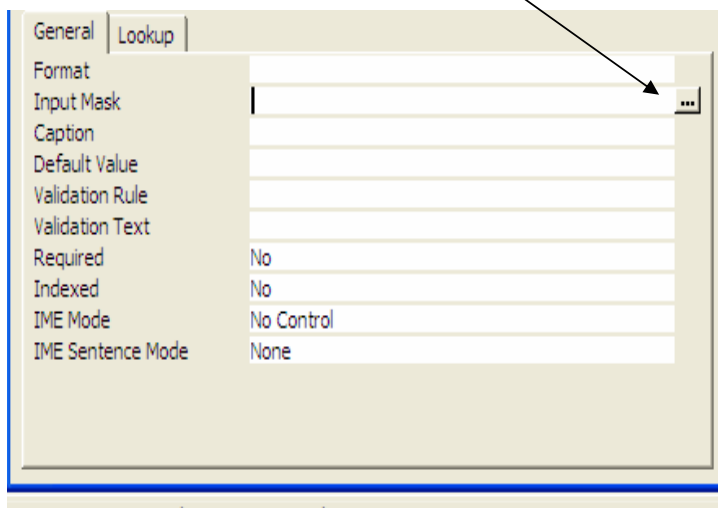 General Lookup
Format
Input Mask ...
Caption
Default Value
Validation Rule
Validation Text
Required No
Indexed No
IME Mode No Control
IME Sentence Mode None